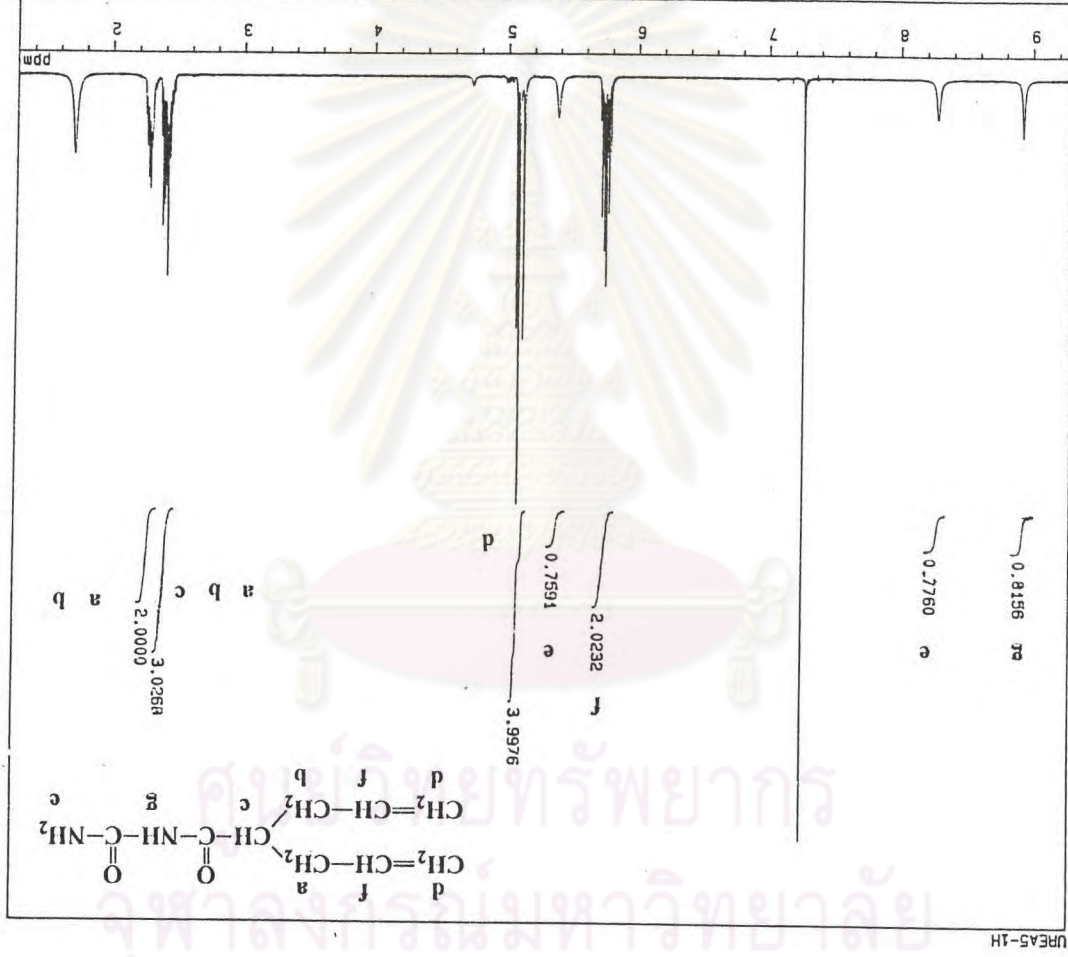 UREA5-1H
d f a
CH₂=CH—CH₂
O O
CH—C—NH—C—NH₂
CH₂=CH—CH₂
c g e
d f b
3.9976
f
3.0268
g e e
2.0232
2.0000
0.8156
0.7760
0.7591
a b c a b
d
ppm
9 8 7 6 5 4 3 2
ศูนย์วิทยทรัพยากร
จุฬาลงกรณ์มหาวิทยาลัย